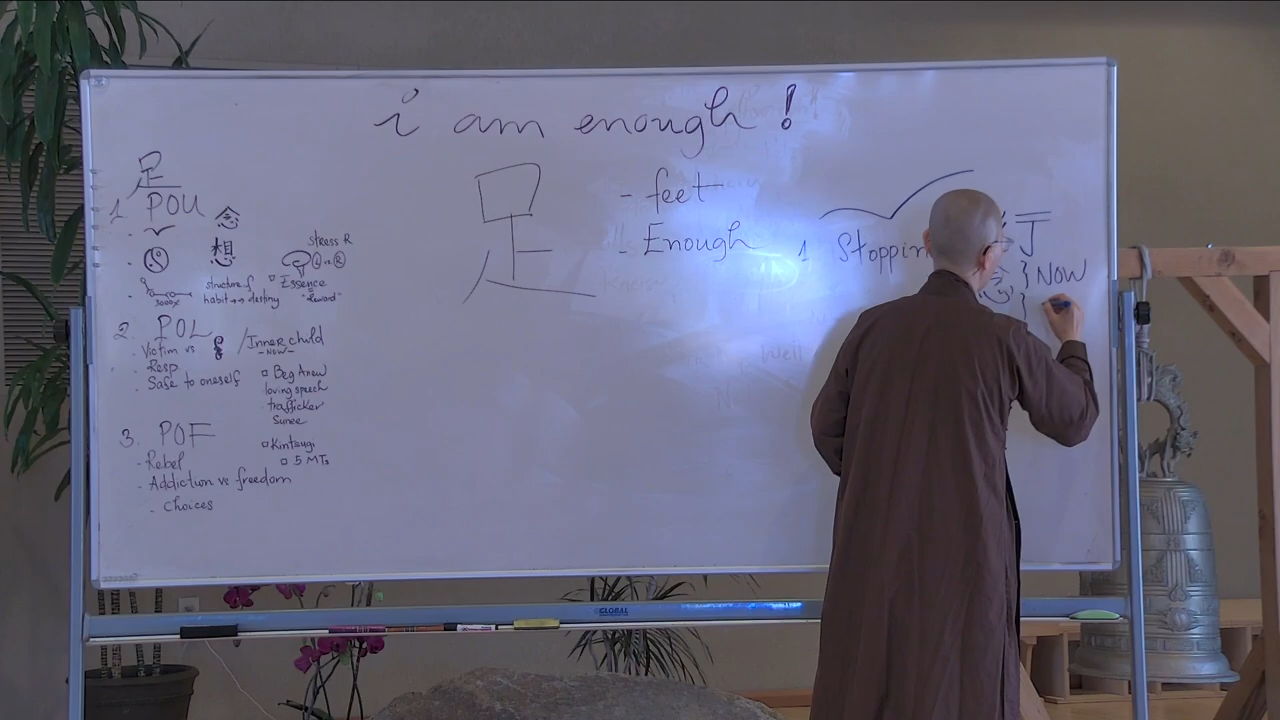 i am enough !
足
1 POU 念
想
stress R
structure of
habit → destiny
3000x
Essence
"Reward"
2 POL
- Victim vs
/Inner child
- NOW -
- Resp
- Safe to oneself
Beg Anew
loving speech
trafficker
Sunee
3. POF
- Rebel
- Addiction vs freedom
- choices
Kintsugi
5 MTs
足
- feet
- Enough
1 Stoppin
念 } NOW
}
GLOBAL